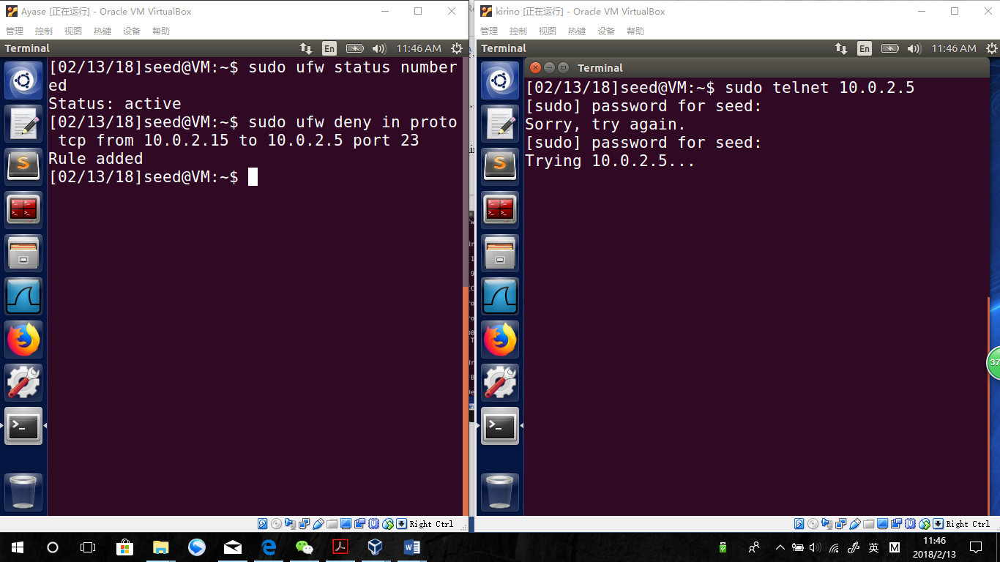 Ayase [正在运行] - Oracle VM VirtualBox
管理 控制 视图 热键 设备 帮助
Terminal
En
11:46 AM
[02/13/18]seed@VM:~$ sudo ufw status number
ed
Status: active
[02/13/18]seed@VM:~$ sudo ufw deny in proto
tcp from 10.0.2.15 to 10.0.2.5 port 23
Rule added
[02/13/18]seed@VM:~$
Right Ctrl
kirino [正在运行] - Oracle VM VirtualBox
管理 控制 视图 热键 设备 帮助
Terminal
En
11:46 AM
Terminal
[02/13/18]seed@VM:~$ sudo telnet 10.0.2.5
[sudo] password for seed:
Sorry, try again.
[sudo] password for seed:
Trying 10.0.2.5...
37
Right Ctrl
英
M
11:46
2018/2/13